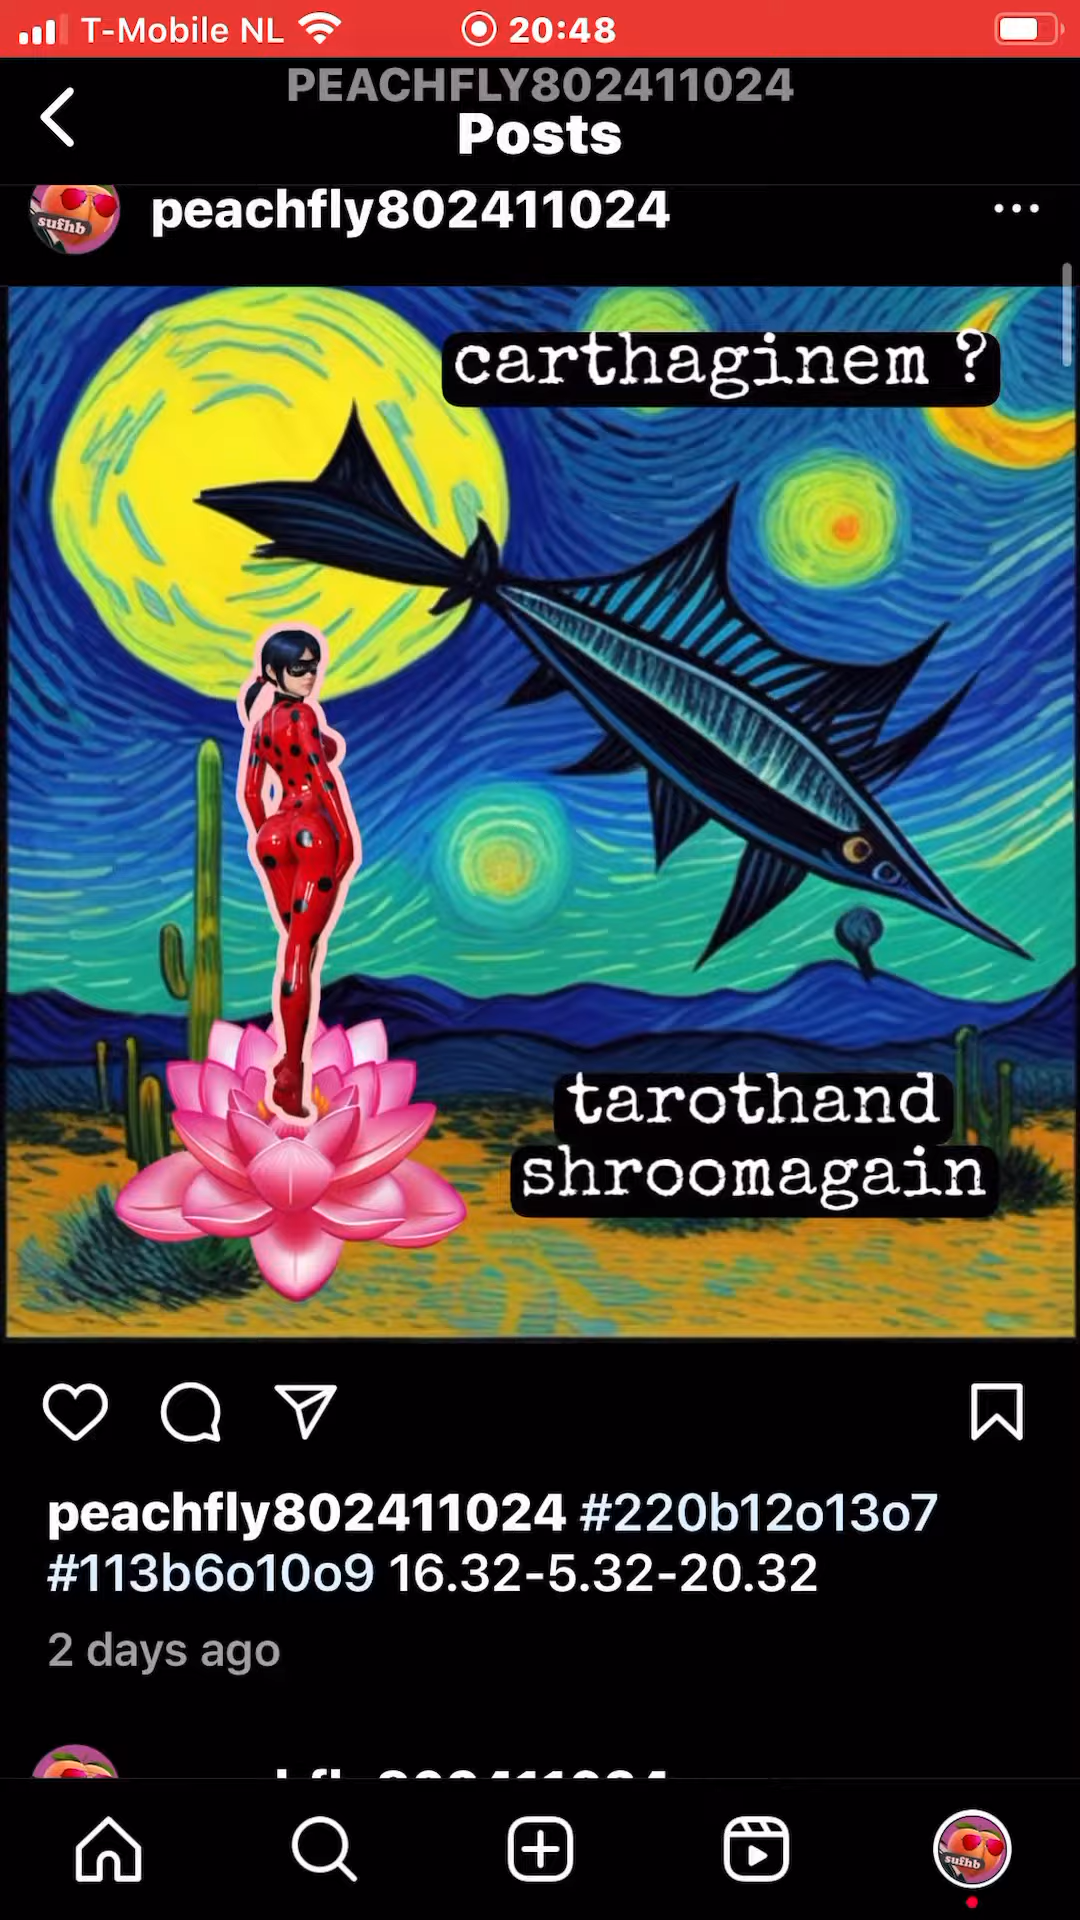 T-Mobile NL 20:48
PEACHFLY802411024
Posts
sufhb
peachfly802411024
carthaginem ?
tarothand
shroomagain
peachfly802411024 #220b12o13o7
#113b6o10o9 16.32-5.32-20.32
2 days ago
sufhb